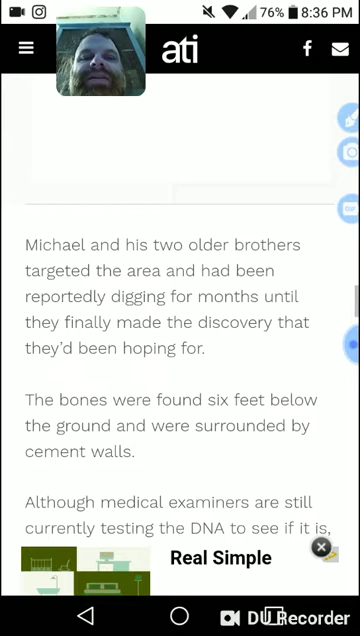 76% 8:36 PM
ati
f
Michael and his two older brothers
targeted the area and had been
reportedly digging for months until
they finally made the discovery that
they'd been hoping for.
The bones were found six feet below
the ground and were surrounded by
cement walls.
Although medical examiners are still
currently testing the DNA to see if it is,
Real Simple
DU Recorder